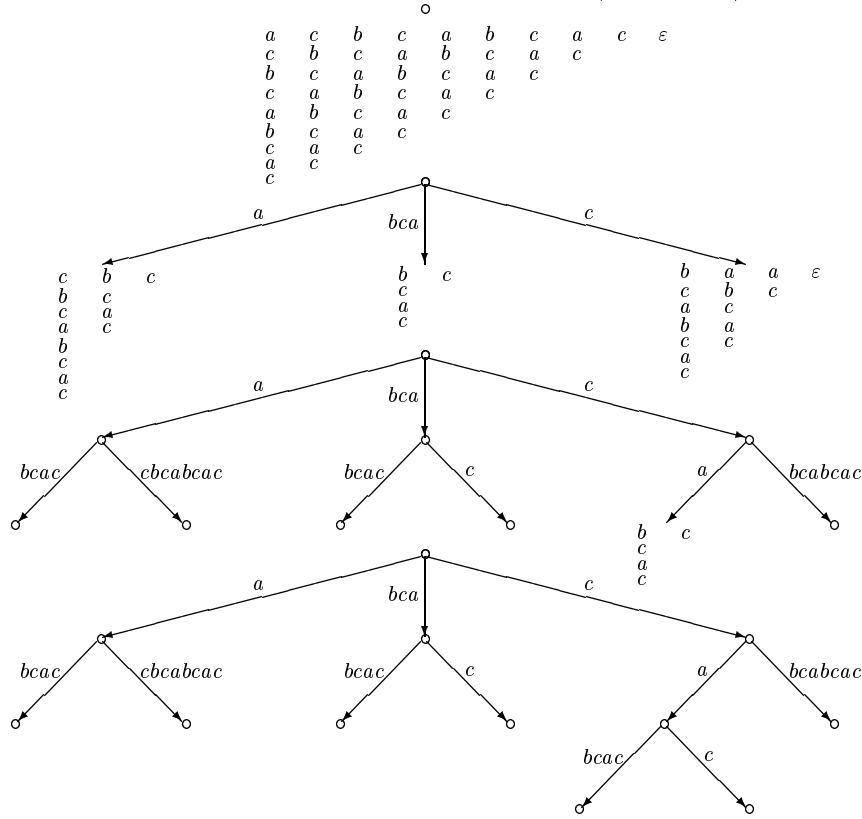 a c b c a b c a c ε
c b c a b c a c
b c a b c a c
c a b c a c
a b c a c
b c a c
c a c
a c
c
a bca c
c b c b c b a a ε
b c c c b c
c a a a c
a c c b a
b c c
c a
a c
c
a bca c
bcac cbcabcac bcac c a bcabcac
b c
c
a
c
a bca c
bcac cbcabcac bcac c a bcabcac
bcac c